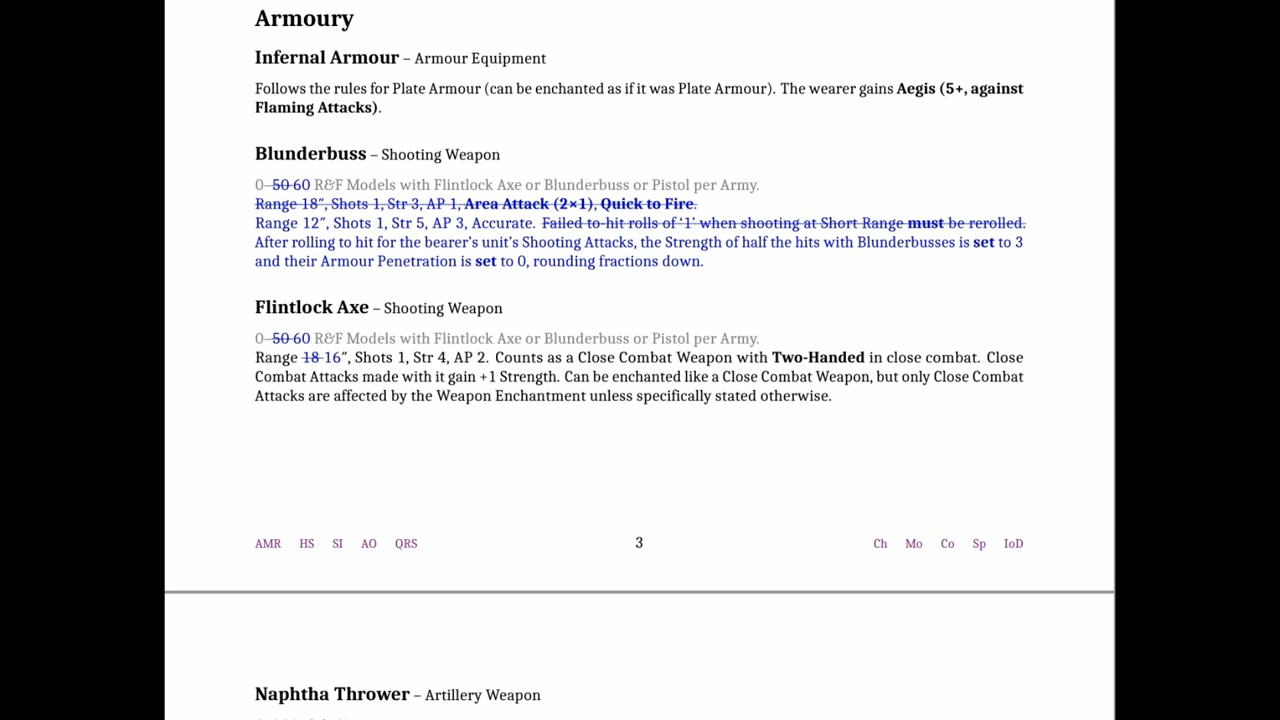 Armoury
Infernal Armour – Armour Equipment
Follows the rules for Plate Armour (can be enchanted as if it was Plate Armour). The wearer gains Aegis (5+, against
Flaming Attacks).
Blunderbuss – Shooting Weapon
0–50 60 R&F Models with Flintlock Axe or Blunderbuss or Pistol per Army.
Range 18″, Shots 1, Str 3, AP 1, Area Attack (2×1), Quick to Fire.
Range 12″, Shots 1, Str 5, AP 3, Accurate. Failed to-hit rolls of ‘1’ when shooting at Short Range must be rerolled.
After rolling to hit for the bearer’s unit’s Shooting Attacks, the Strength of half the hits with Blunderbusses is set to 3
and their Armour Penetration is set to 0, rounding fractions down.
Flintlock Axe – Shooting Weapon
0–50 60 R&F Models with Flintlock Axe or Blunderbuss or Pistol per Army.
Range 18 16″, Shots 1, Str 4, AP 2. Counts as a Close Combat Weapon with Two-Handed in close combat. Close
Combat Attacks made with it gain +1 Strength. Can be enchanted like a Close Combat Weapon, but only Close Combat
Attacks are affected by the Weapon Enchantment unless specifically stated otherwise.
AMR HS SI AO QRS 3 Ch Mo Co Sp IoD
Naphtha Thrower – Artillery Weapon